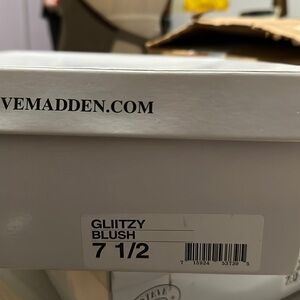 VEMADDEN.COM
GLIITZY
BLUSH
7 1/2